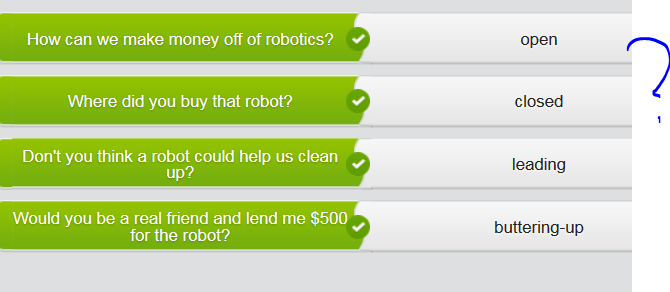 How can we make money off of robotics? open
Where did you buy that robot? closed
Don't you think a robot could help us clean
up? leading
Would you be a real friend and lend me $500
for the robot? buttering-up
?